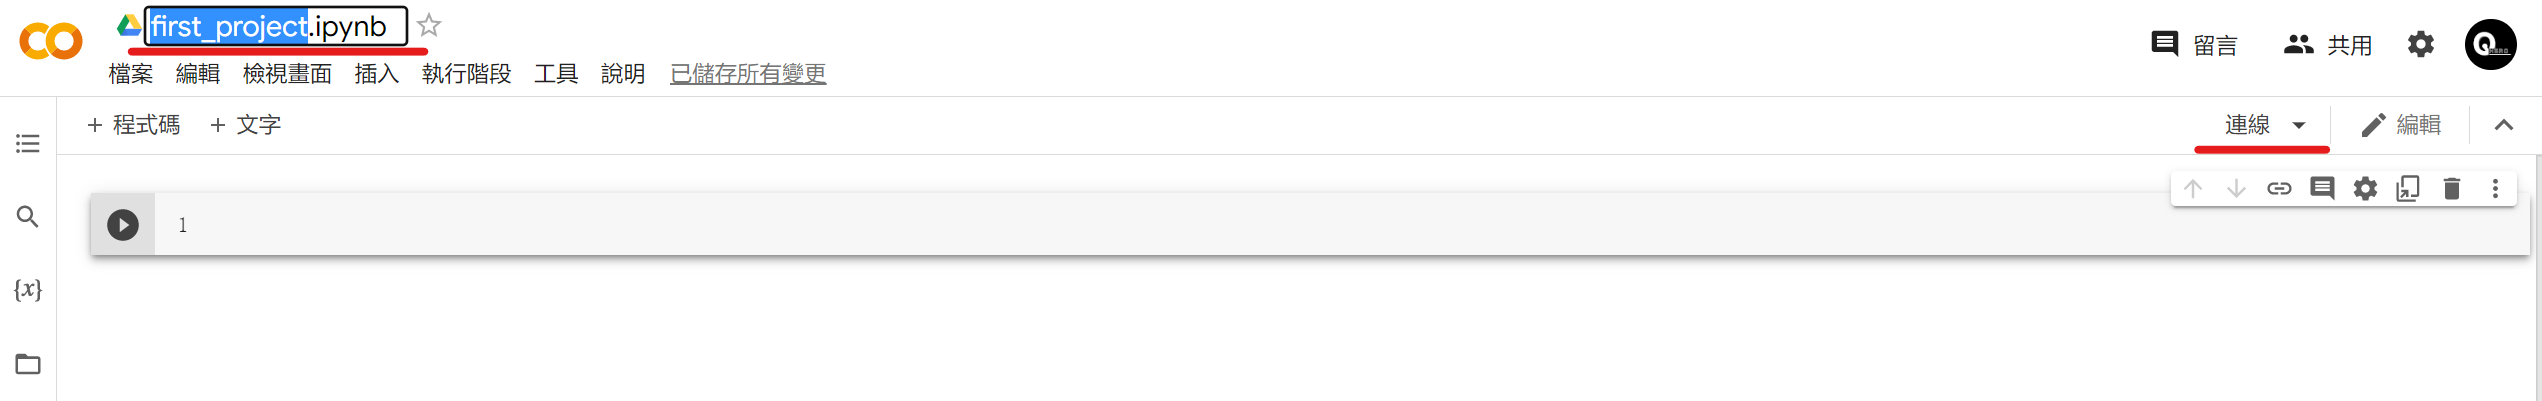 first_project.ipynb
檔案 編輯 檢視畫面 插入 執行階段 工具 說明 已儲存所有變更
留言 共用
+ 程式碼 + 文字
連線 編輯
{x}
1